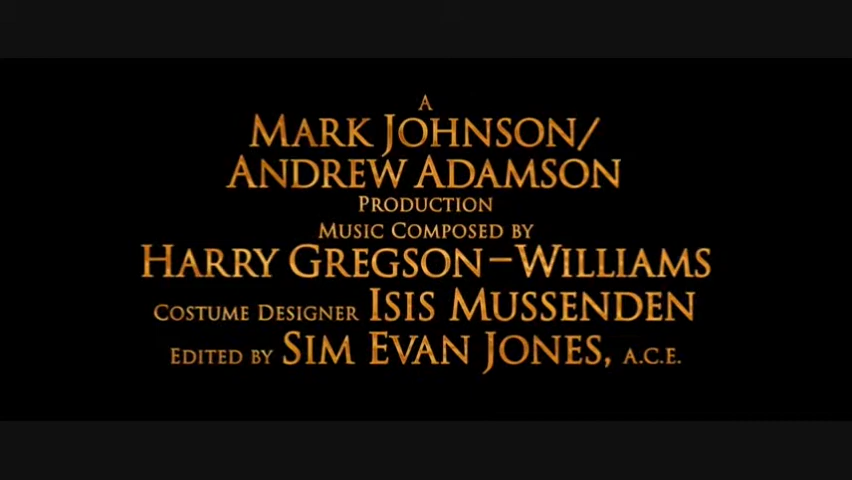 A
MARK JOHNSON/
ANDREW ADAMSON
PRODUCTION
MUSIC COMPOSED BY
HARRY GREGSON–WILLIAMS
COSTUME DESIGNER ISIS MUSSENDEN
EDITED BY SIM EVAN JONES, A.C.E.